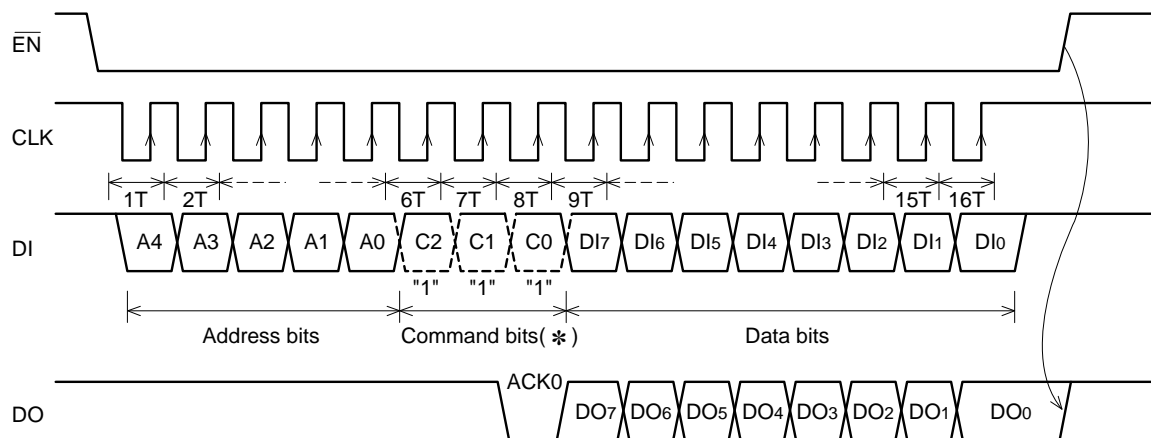 EN
CLK
1T 2T 6T 7T 8T 9T 15T 16T
DI A4 A3 A2 A1 A0 C2 C1 C0 DI7 DI6 DI5 DI4 DI3 DI2 DI1 DI0
"1" "1" "1"
Address bits Command bits(＊) Data bits
ACK0
DO DO7 DO6 DO5 DO4 DO3 DO2 DO1 DO0